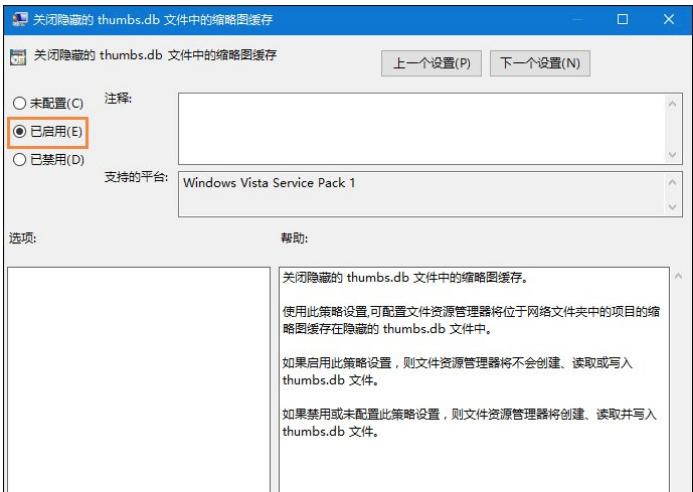 关闭隐藏的 thumbs.db 文件中的缩略图缓存
关闭隐藏的 thumbs.db 文件中的缩略图缓存
上一个设置(P)
下一个设置(N)
未配置(C)
注释:
已启用(E)
已禁用(D)
支持的平台:
Windows Vista Service Pack 1
选项:
帮助:
关闭隐藏的 thumbs.db 文件中的缩略图缓存。
使用此策略设置,可配置文件资源管理器将位于网络文件夹中的项目的缩
略图缓存在隐藏的 thumbs.db 文件中。
如果启用此策略设置，则文件资源管理器将不会创建、读取或写入
thumbs.db 文件。
如果禁用或未配置此策略设置，则文件资源管理器将创建、读取并写入
thumbs.db 文件。